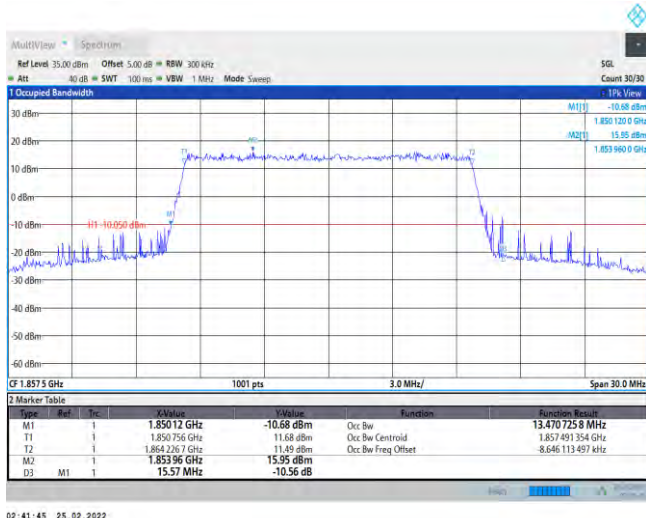 MultiView Spectrum
Ref Level 35.00 dBm Offset 5.00 dB RBW 300 kHz SGL
Att 40 dB SWT 100 ms VBW 1 MHz Mode Sweep Count 30/30
1 Occupied Bandwidth 1Pk View
M1[1] -10.68 dBm
1.850 120 0 GHz
M2[1] 15.95 dBm
1.853 960 0 GHz
30 dBm
20 dBm
T1 M2 T2
10 dBm
0 dBm
M1
-10 dBm
H1 -10.050 dBm
-20 dBm
-30 dBm
-40 dBm
-50 dBm
-60 dBm
CF 1.857 5 GHz 1001 pts 3.0 MHz/ Span 30.0 MHz
2 Marker Table
Type Ref Trc X-Value Y-Value Function Function Result
M1 1 1.850 12 GHz -10.68 dBm Occ Bw 13.470 725 8 MHz
T1 1 1.850 756 GHz 11.68 dBm Occ Bw Centroid 1.857 491 354 GHz
T2 1 1.864 226 7 GHz 11.49 dBm Occ Bw Freq Offset -8.646 113 497 kHz
M2 1 1.853 96 GHz 15.95 dBm
D3 M1 1 15.57 MHz -10.56 dB
02:41:45 25.02.2022